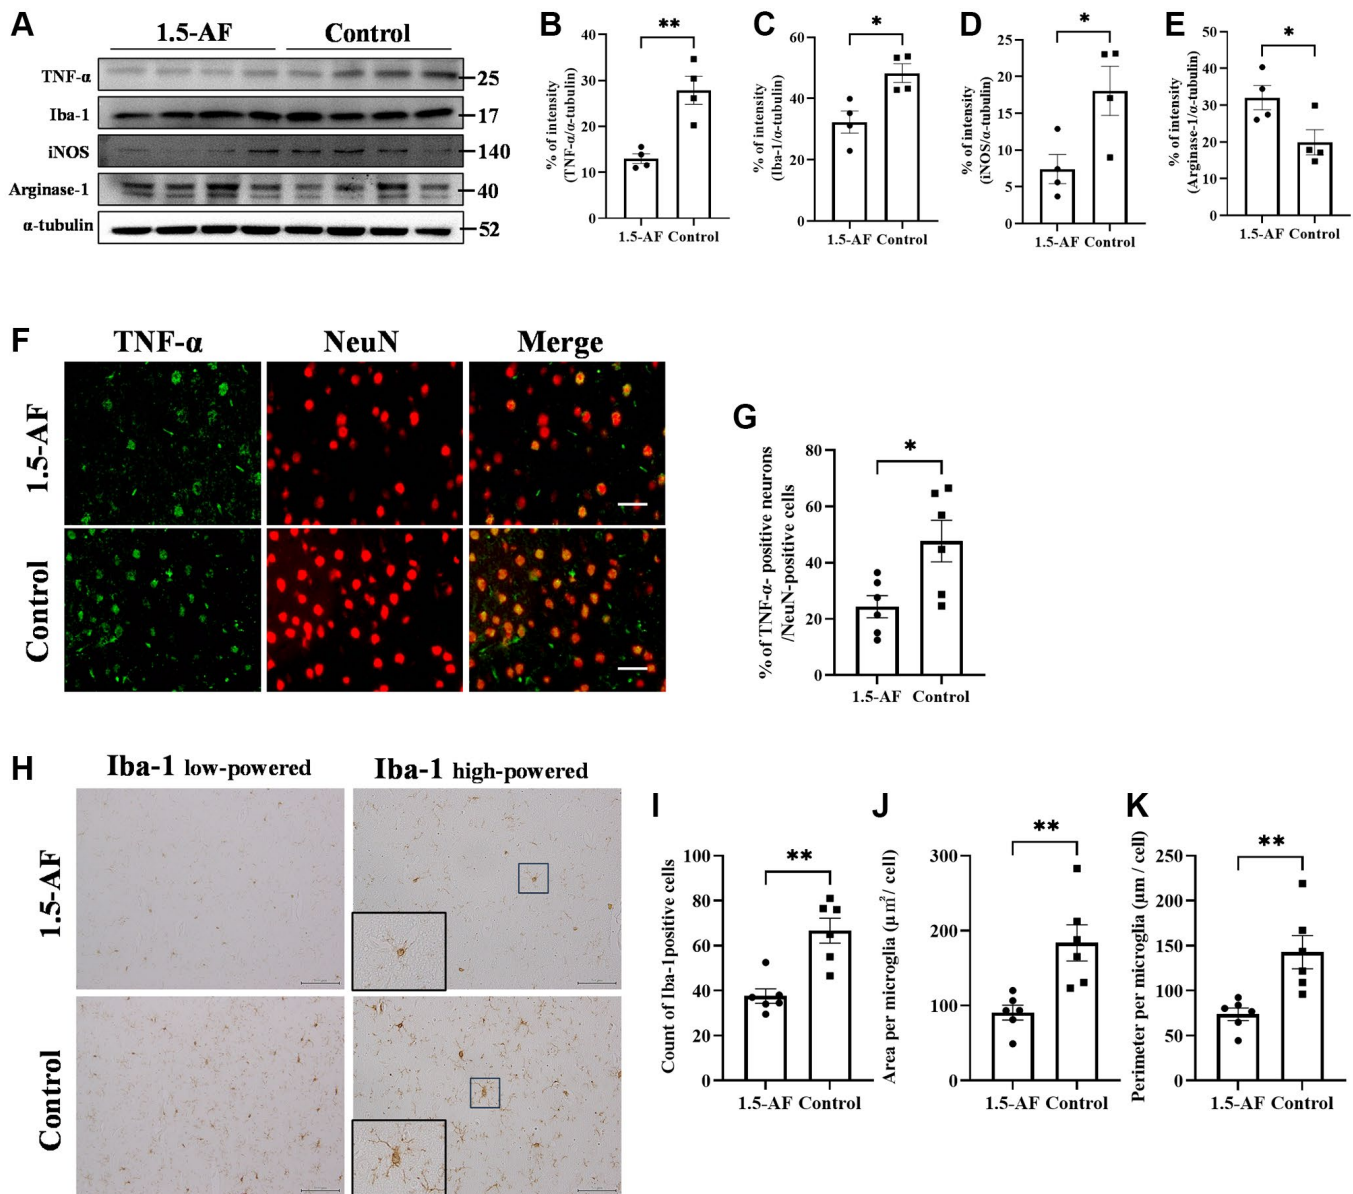 A
1.5-AF Control
TNF-α 25
Iba-1 17
iNOS 140
Arginase-1 40
α-tubulin 52
B
**
% of intensity
(TNF-α/α-tubulin)
40
30
20
10
0
1.5-AF Control
C
*
% of intensity
(Iba-1/α-tubulin)
60
40
20
0
1.5-AF Control
D
*
% of intensity
(iNOS/α-tubulin)
25
20
15
10
5
0
1.5-AF Control
E
*
% of intensity
(Arginase-1/α-tubulin)
50
40
30
20
10
0
1.5-AF Control
F
TNF-α NeuN Merge
1.5-AF
Control
G
*
% of TNF-α- positive neurons
/NeuN-positive cells
80
60
40
20
0
1.5-AF Control
H
Iba-1 low-powered Iba-1 high-powered
1.5-AF
Control
I
**
Count of Iba-1positive cells
100
80
60
40
20
0
1.5-AF Control
J
**
Area per microglia (μm²/ cell)
300
200
100
0
1.5-AF Control
K
**
Perimeter per microglia (μm / cell)
250
200
150
100
50
0
1.5-AF Control